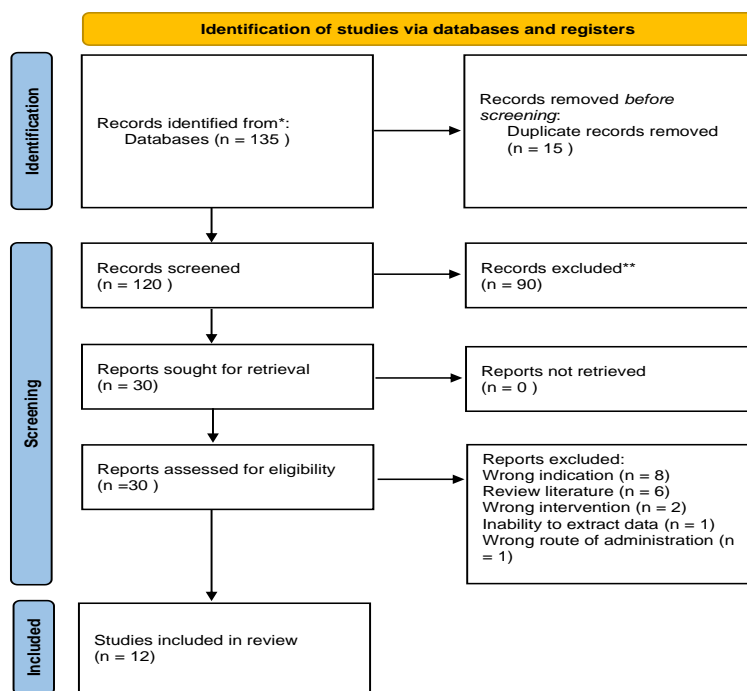 Identification of studies via databases and registers
Identification
Records identified from*:
Databases (n = 135 )
Records removed before
screening:
Duplicate records removed
(n = 15 )
Screening
Records screened
(n = 120 )
Records excluded**
(n = 90)
Reports sought for retrieval
(n = 30)
Reports not retrieved
(n = 0 )
Reports assessed for eligibility
(n =30 )
Reports excluded:
Wrong indication (n = 8)
Review literature (n = 6)
Wrong intervention (n = 2)
Inability to extract data (n = 1)
Wrong route of administration (n
= 1)
Included
Studies included in review
(n = 12)